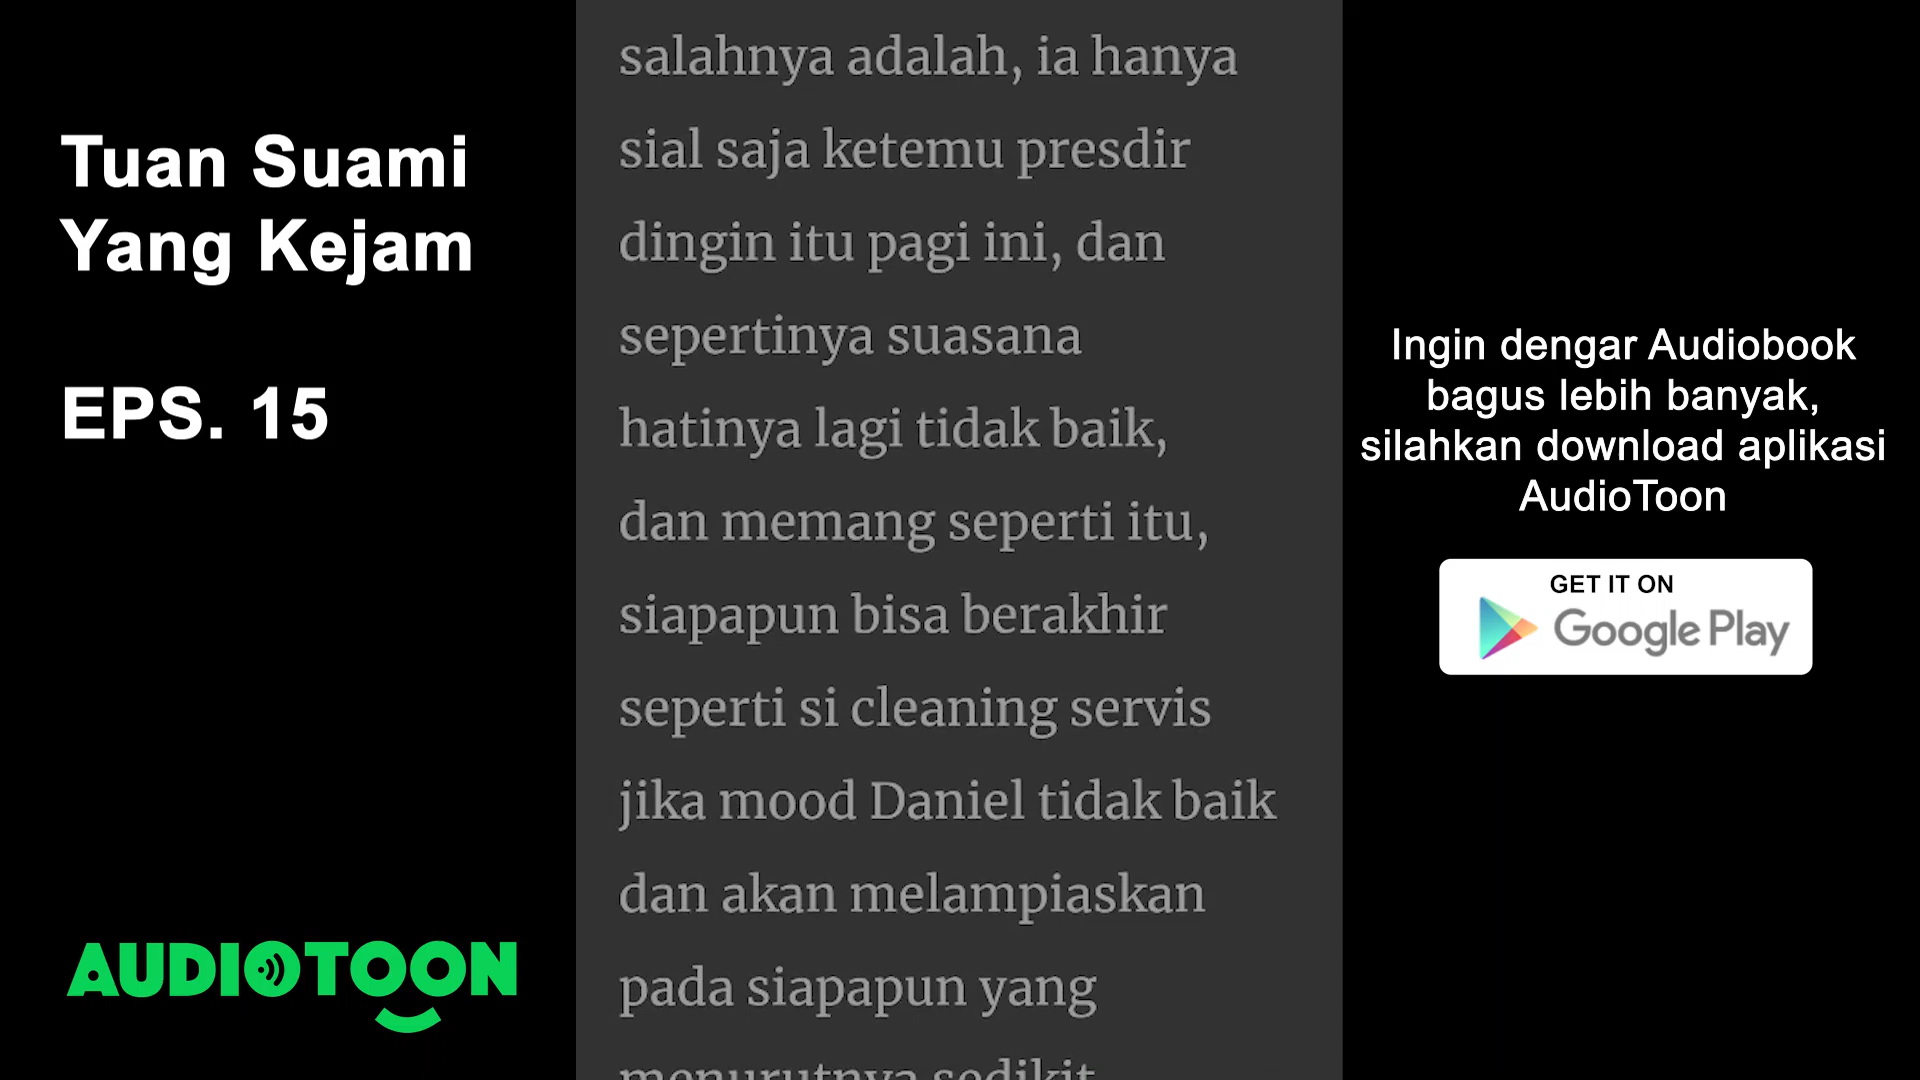 Tuan Suami
Yang Kejam
EPS. 15
AUDIOTOON
salahnya adalah, ia hanya
sial saja ketemu presdir
dingin itu pagi ini, dan
sepertinya suasana
hatinya lagi tidak baik,
dan memang seperti itu,
siapapun bisa berakhir
seperti si cleaning servis
jika mood Daniel tidak baik
dan akan melampiaskan
pada siapapun yang
menurutnya sedikit
Ingin dengar Audiobook
bagus lebih banyak,
silahkan download aplikasi
AudioToon
GET IT ON
Google Play